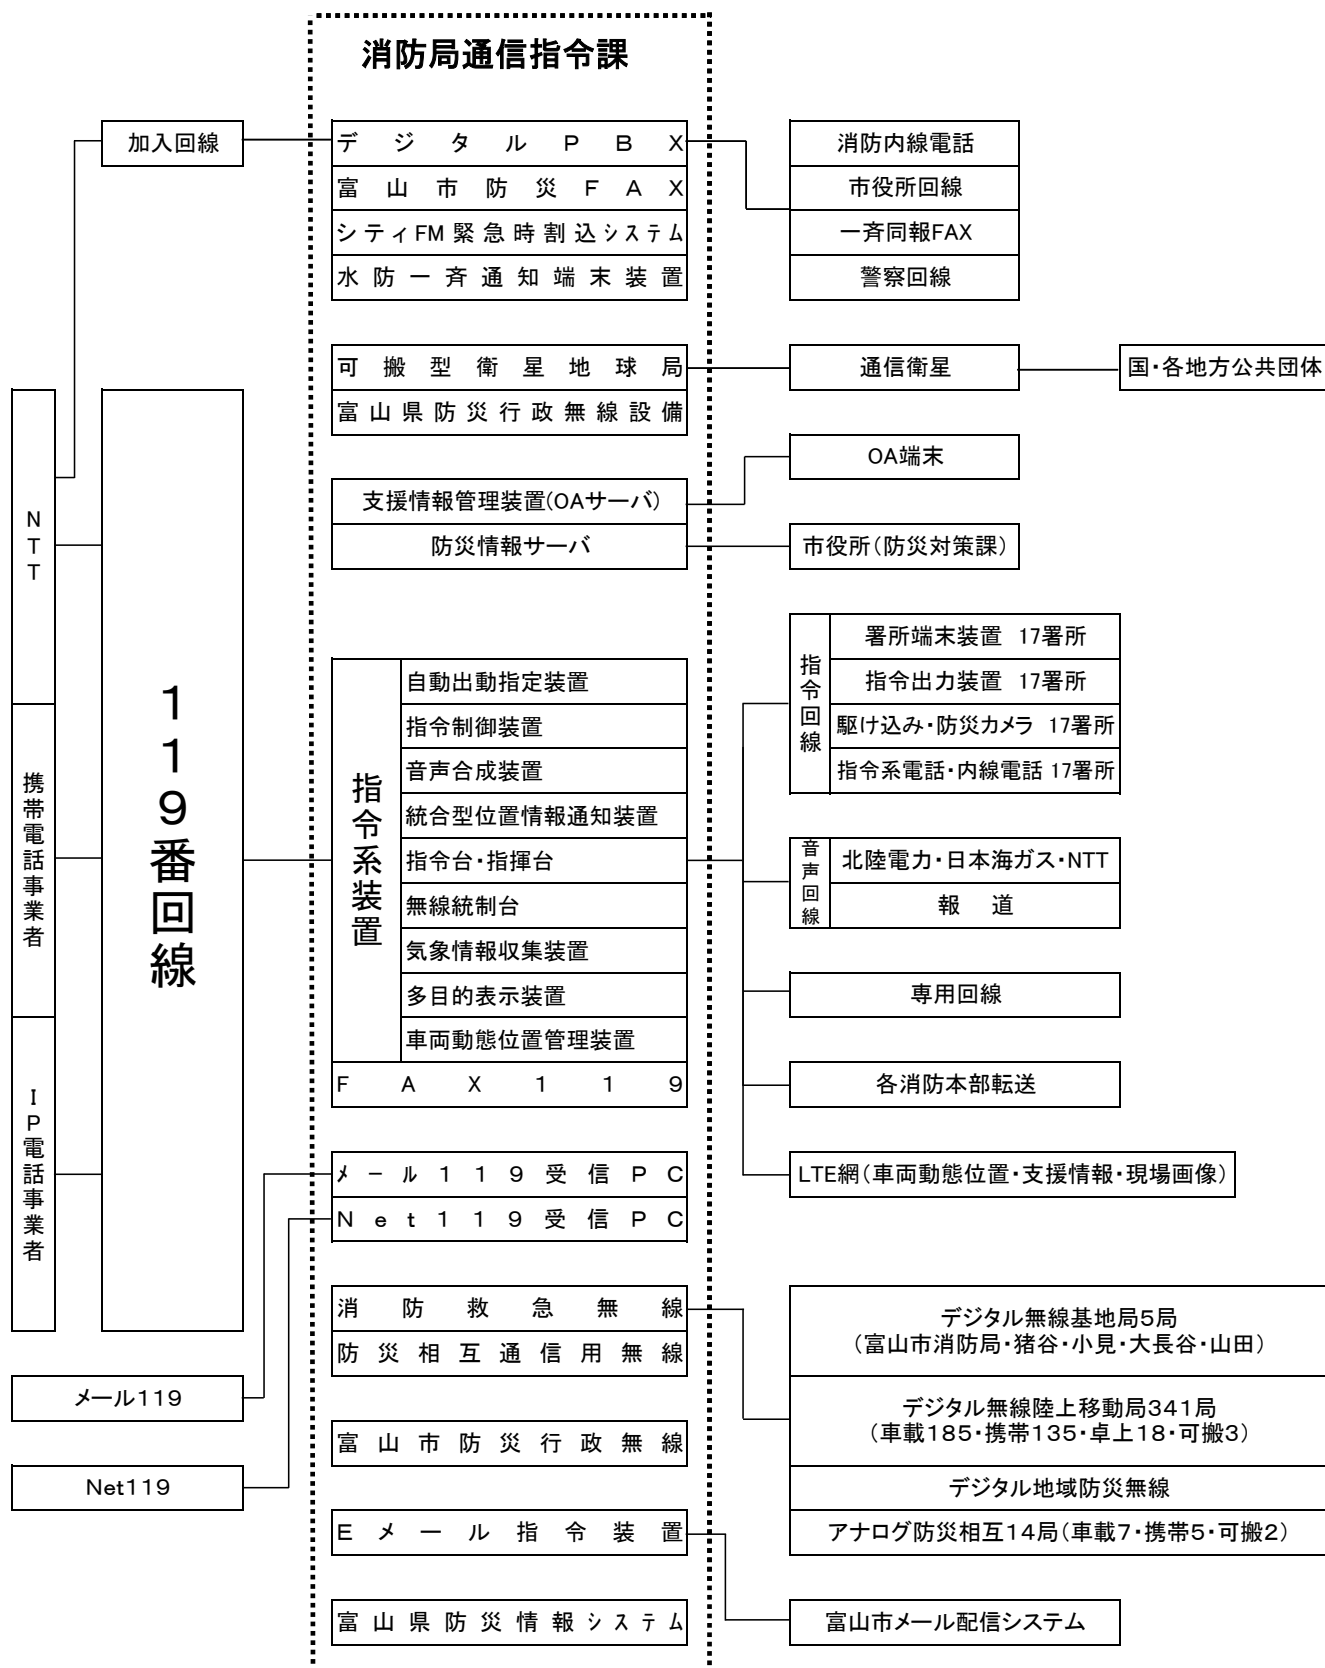 消防局通信指令課
加入回線
デジタルPBX
富山市防災FAX
シティFM緊急時割込システム
水防一斉通知端末装置
消防内線電話
市役所回線
一斉同報FAX
警察回線
可搬型衛星地球局
富山県防災行政無線設備
通信衛星
国・各地方公共団体
支援情報管理装置(OAサーバ)
防災情報サーバ
OA端末
市役所(防災対策課)
NTT
携帯電話事業者
IP電話事業者
119番回線
指令系装置
自動出動指定装置
指令制御装置
音声合成装置
統合型位置情報通知装置
指令台・指揮台
無線統制台
気象情報収集装置
多目的表示装置
車両動態位置管理装置
FAX119
指令回線
署所端末装置 17署所
指令出力装置 17署所
駆け込み・防災カメラ 17署所
指令系電話・内線電話 17署所
音声回線
北陸電力・日本海ガス・NTT
報 道
専用回線
各消防本部転送
LTE網(車両動態位置・支援情報・現場画像)
メール119受信PC
Net119受信PC
メール119
Net119
消防救急無線
防災相互通信用無線
富山市防災行政無線
Eメール指令装置
富山県防災情報システム
デジタル無線基地局5局
(富山市消防局・猪谷・小見・大長谷・山田)
デジタル無線陸上移動局341局
(車載185・携帯135・卓上18・可搬3)
デジタル地域防災無線
アナログ防災相互14局(車載7・携帯5・可搬2)
富山市メール配信システム